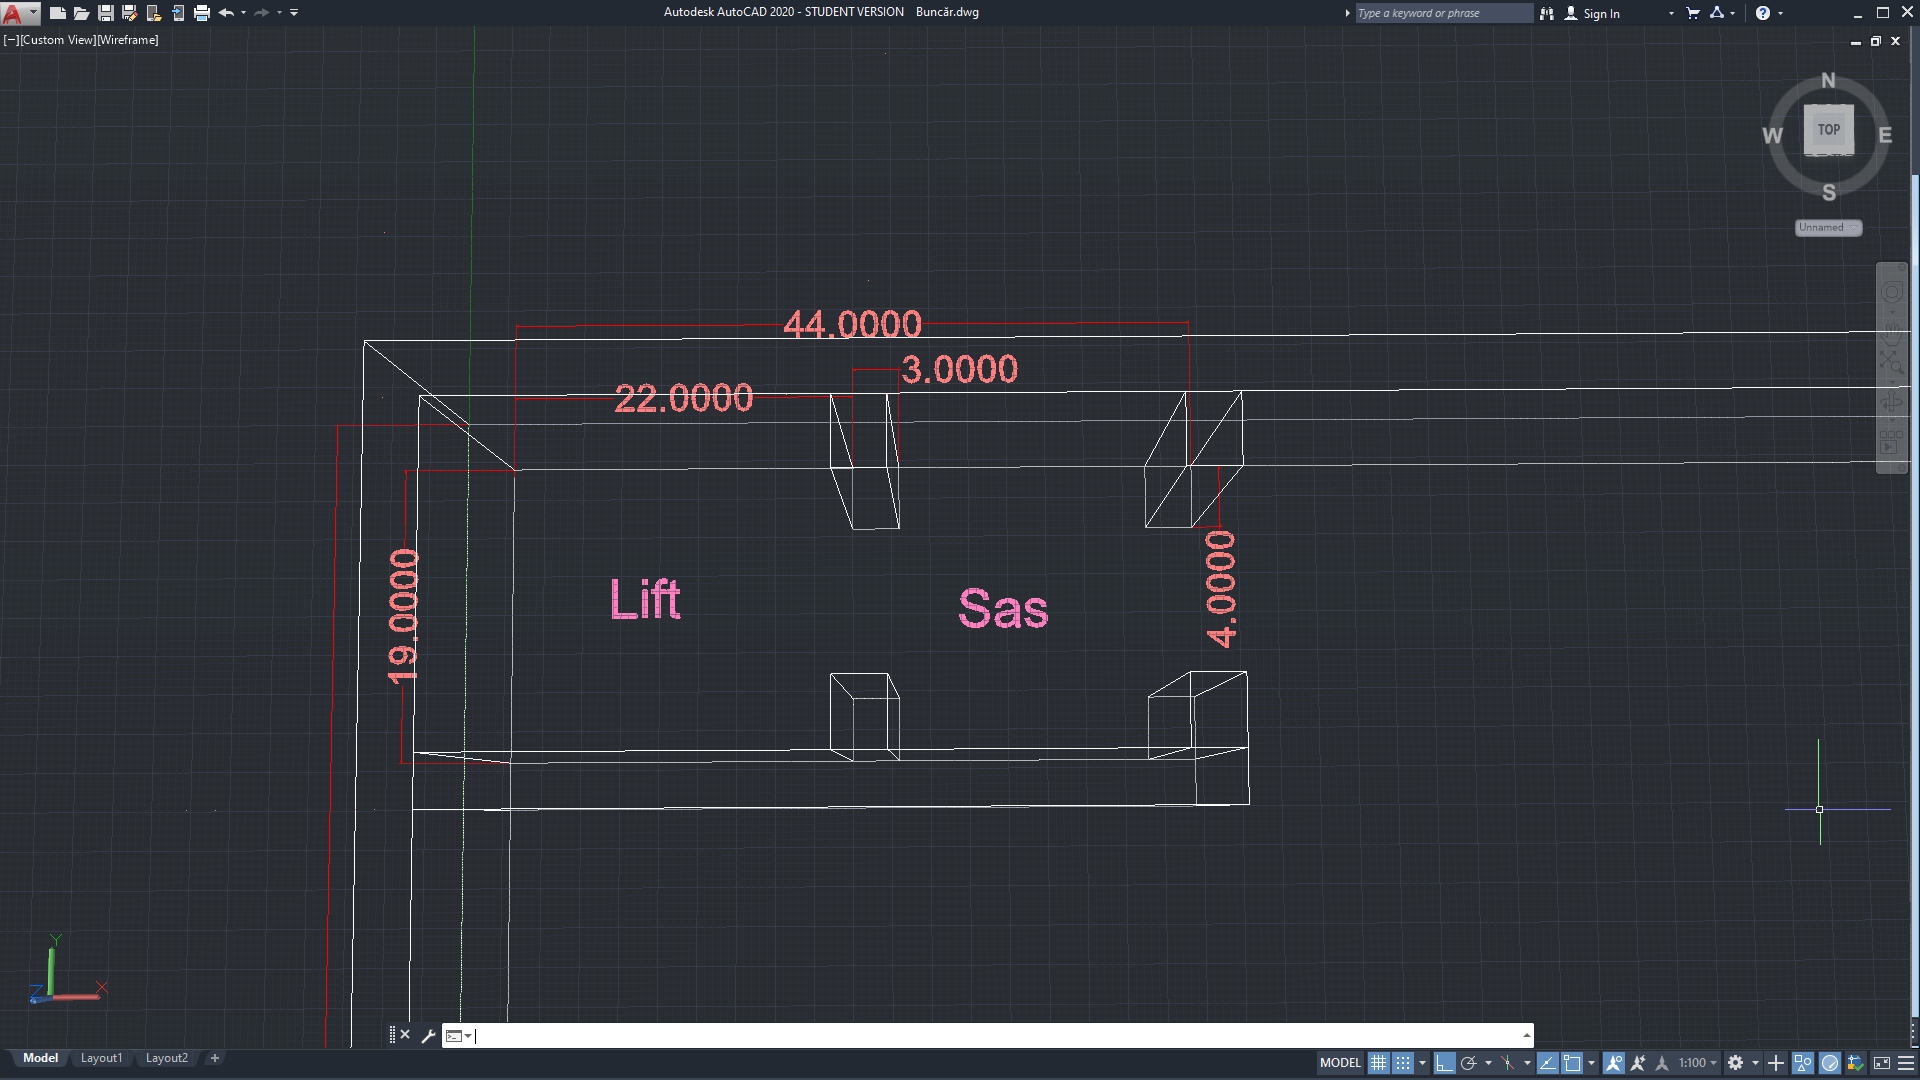 Autodesk AutoCAD 2020 - STUDENT VERSION Buncăr.dwg
Type a keyword or phrase
Sign In
[−][Custom View][Wireframe]
N
W
TOP
E
S
Unnamed
44.0000
3.0000
22.0000
19.0000
Lift
Sas
4.0000
Y
X
Z
Model
Layout1
Layout2
+
MODEL
1:100